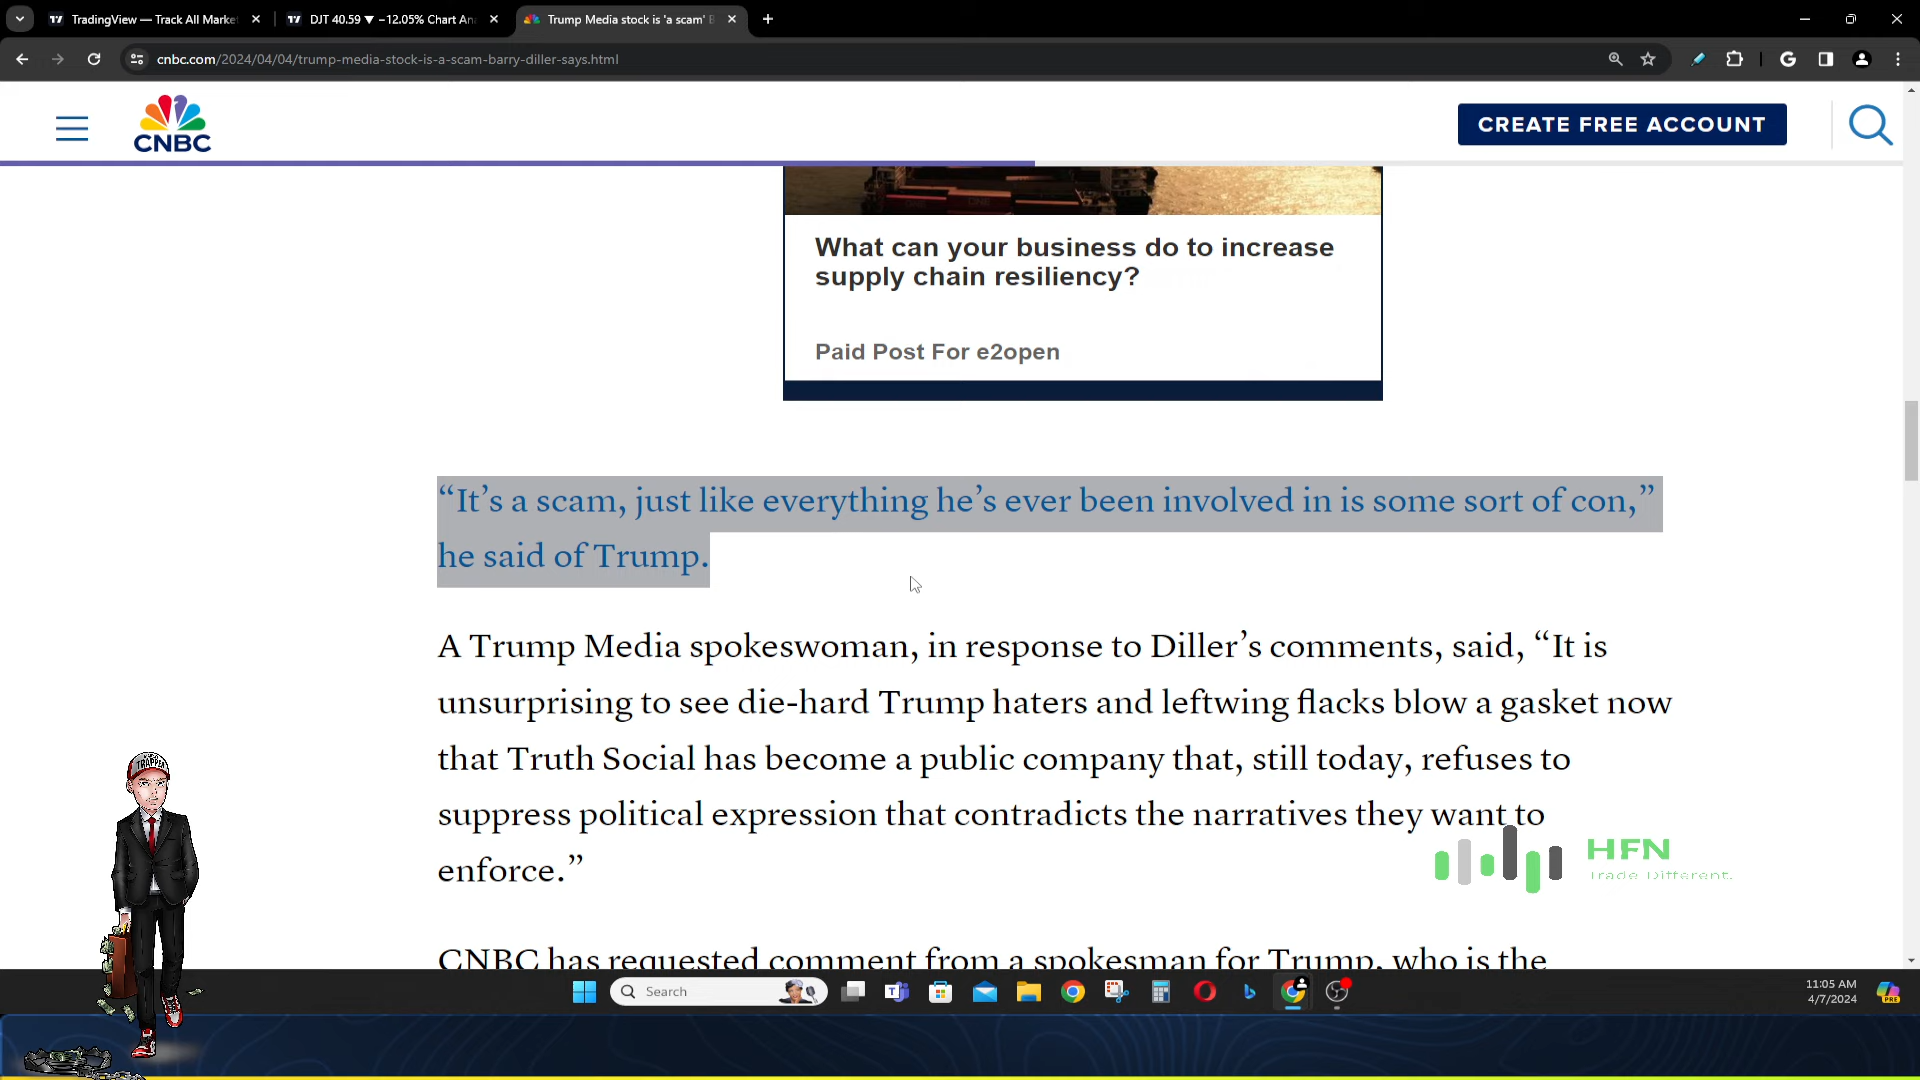 TradingView — Track All Marke
DJT 40.59 ▼ −12.05% Chart An
Trump Media stock is 'a scam' B
cnbc.com/2024/04/04/trump-media-stock-is-a-scam-barry-diller-says.html
CNBC
CREATE FREE ACCOUNT
What can your business do to increase
supply chain resiliency?
Paid Post For e2open
“It’s a scam, just like everything he’s ever been involved in is some sort of con,”
he said of Trump.
A Trump Media spokeswoman, in response to Diller’s comments, said, “It is
unsurprising to see die-hard Trump haters and leftwing flacks blow a gasket now
that Truth Social has become a public company that, still today, refuses to
suppress political expression that contradicts the narratives they want to
enforce.”
HFN
Trade Different.
CNBC has requested comment from a spokesman for Trump, who is the
TRAPPER
Search
11:05 AM
4/7/2024
PRE